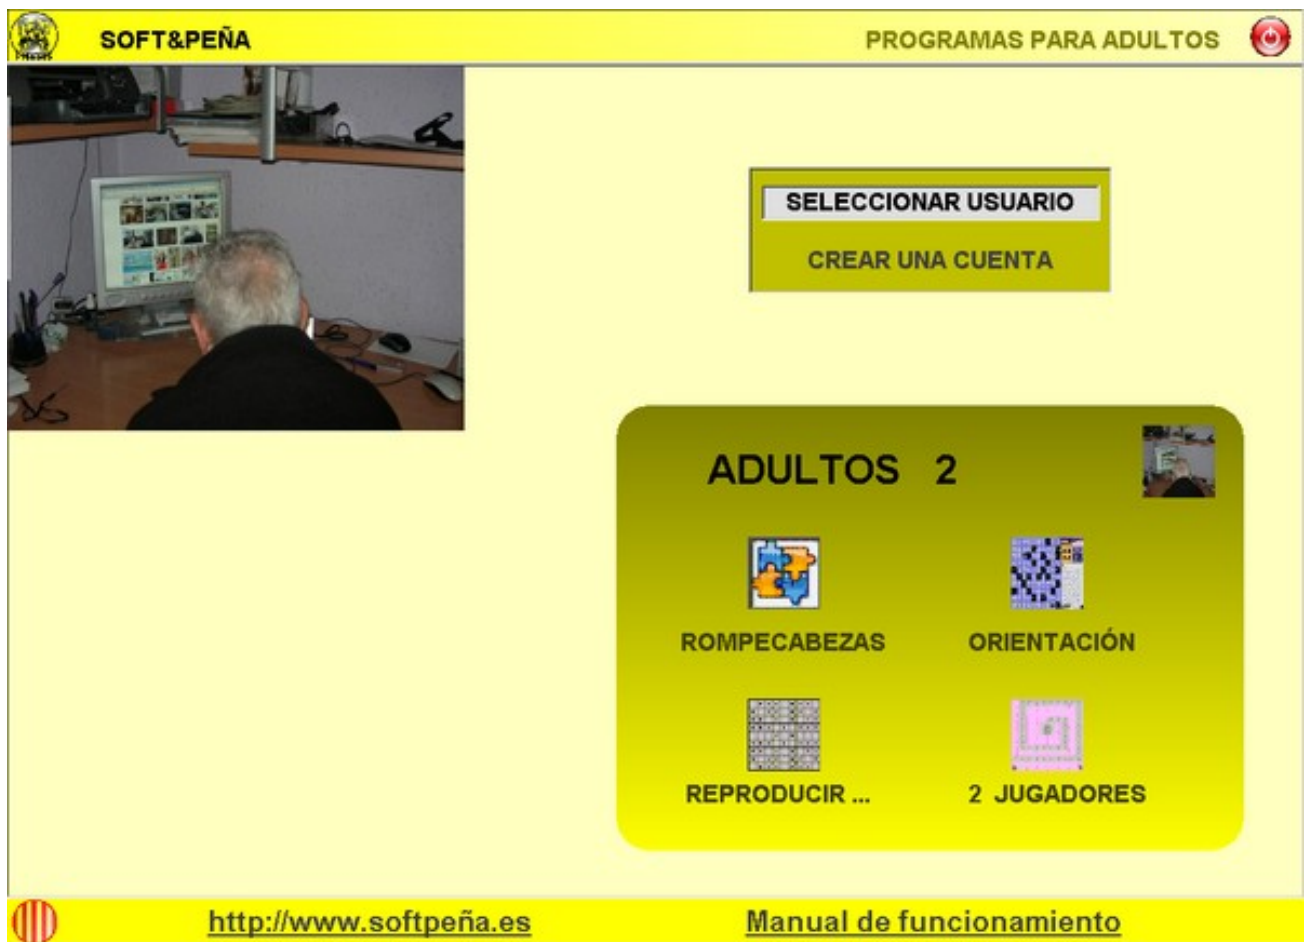 SOFT&PEÑA
PROGRAMAS PARA ADULTOS
SELECCIONAR USUARIO
CREAR UNA CUENTA
ADULTOS 2
ROMPECABEZAS
ORIENTACIÓN
REPRODUCIR ...
2 JUGADORES
http://www.softpeña.es
Manual de funcionamiento